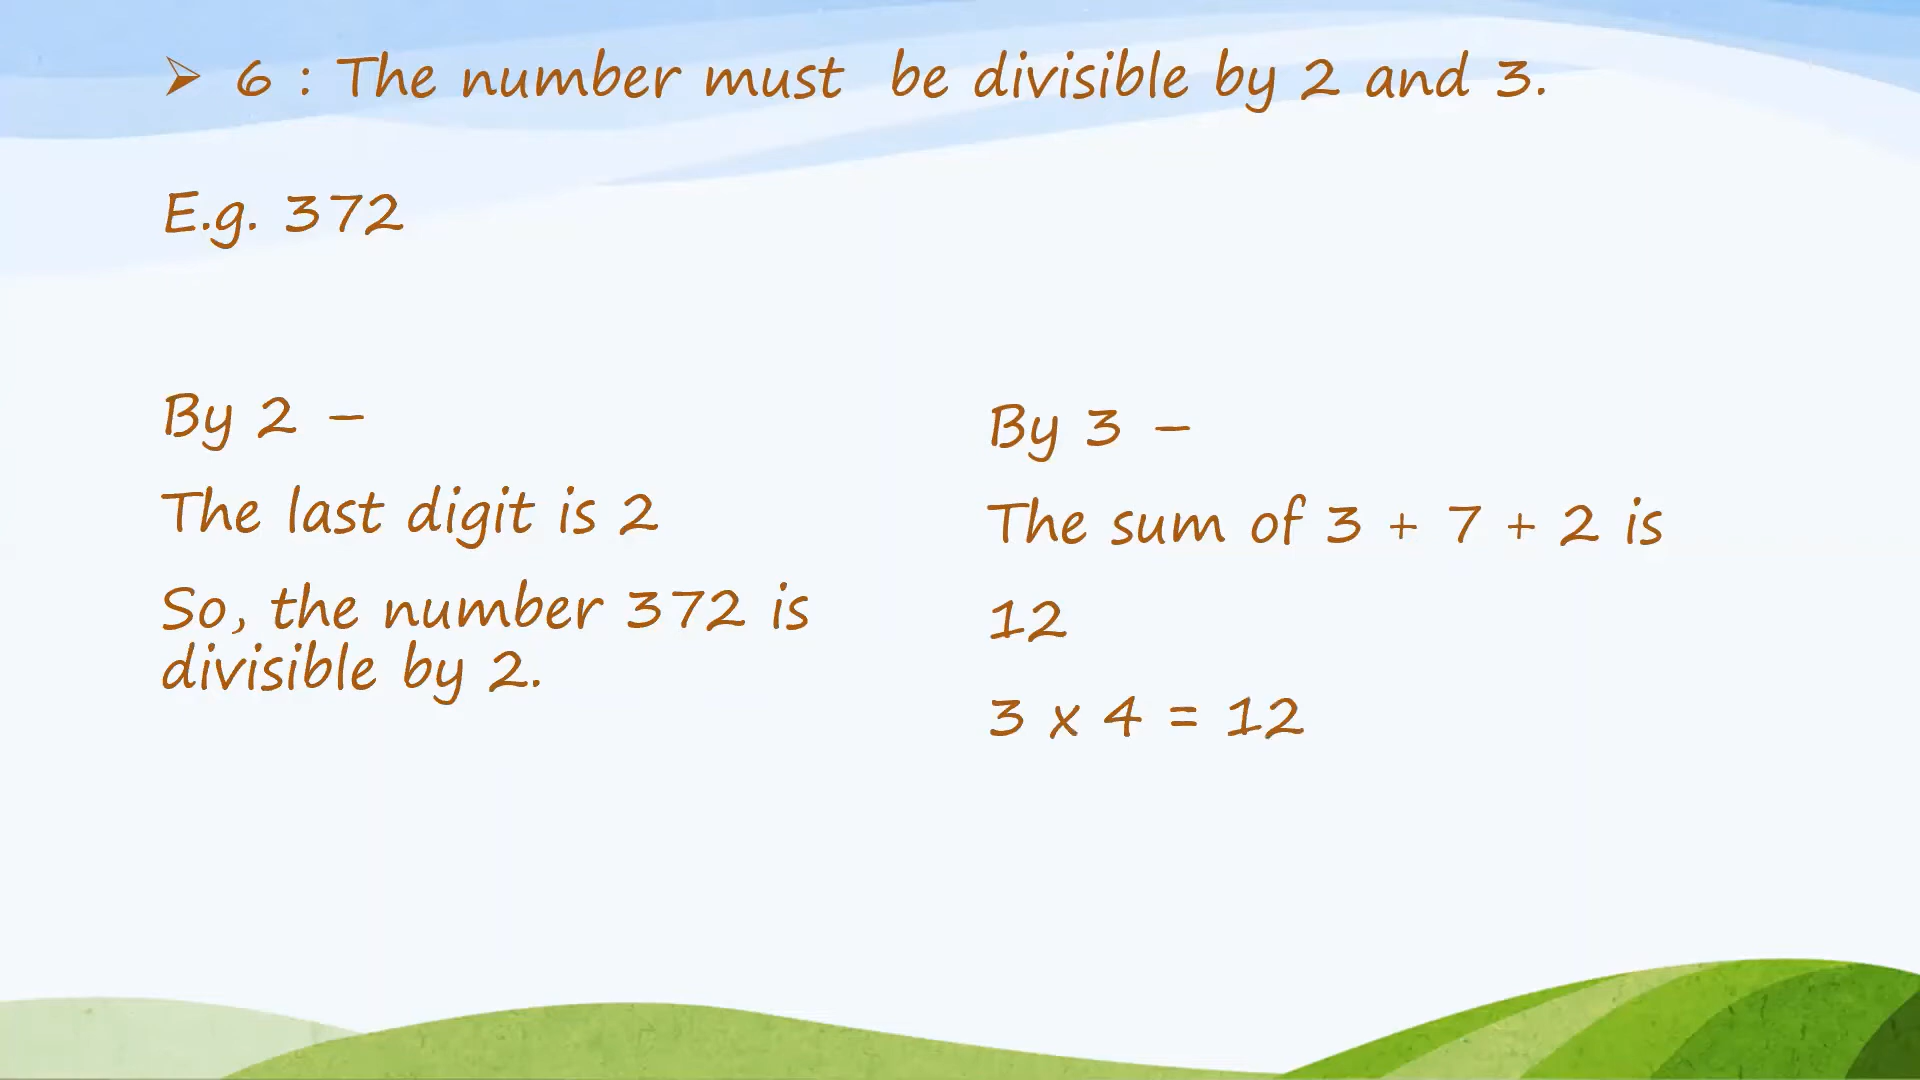 ➢ 6 : The number must be divisible by 2 and 3.
E.g. 372
By 2 –
The last digit is 2
So, the number 372 is
divisible by 2.
By 3 –
The sum of 3 + 7 + 2 is
12
3 x 4 = 12